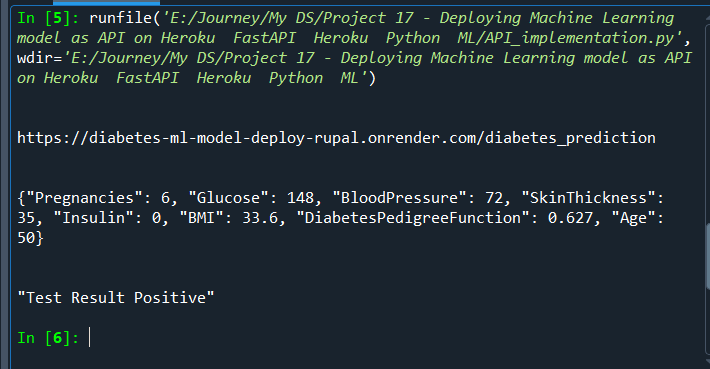 In [5]: runfile('E:/Journey/My DS/Project 17 - Deploying Machine Learning
model as API on Heroku  FastAPI  Heroku  Python  ML/API_implementation.py',
wdir='E:/Journey/My DS/Project 17 - Deploying Machine Learning model as API
on Heroku  FastAPI  Heroku  Python  ML')
https://diabetes-ml-model-deploy-rupal.onrender.com/diabetes_prediction
{"Pregnancies": 6, "Glucose": 148, "BloodPressure": 72, "SkinThickness":
35, "Insulin": 0, "BMI": 33.6, "DiabetesPedigreeFunction": 0.627, "Age":
50}
"Test Result Positive"
In [6]: